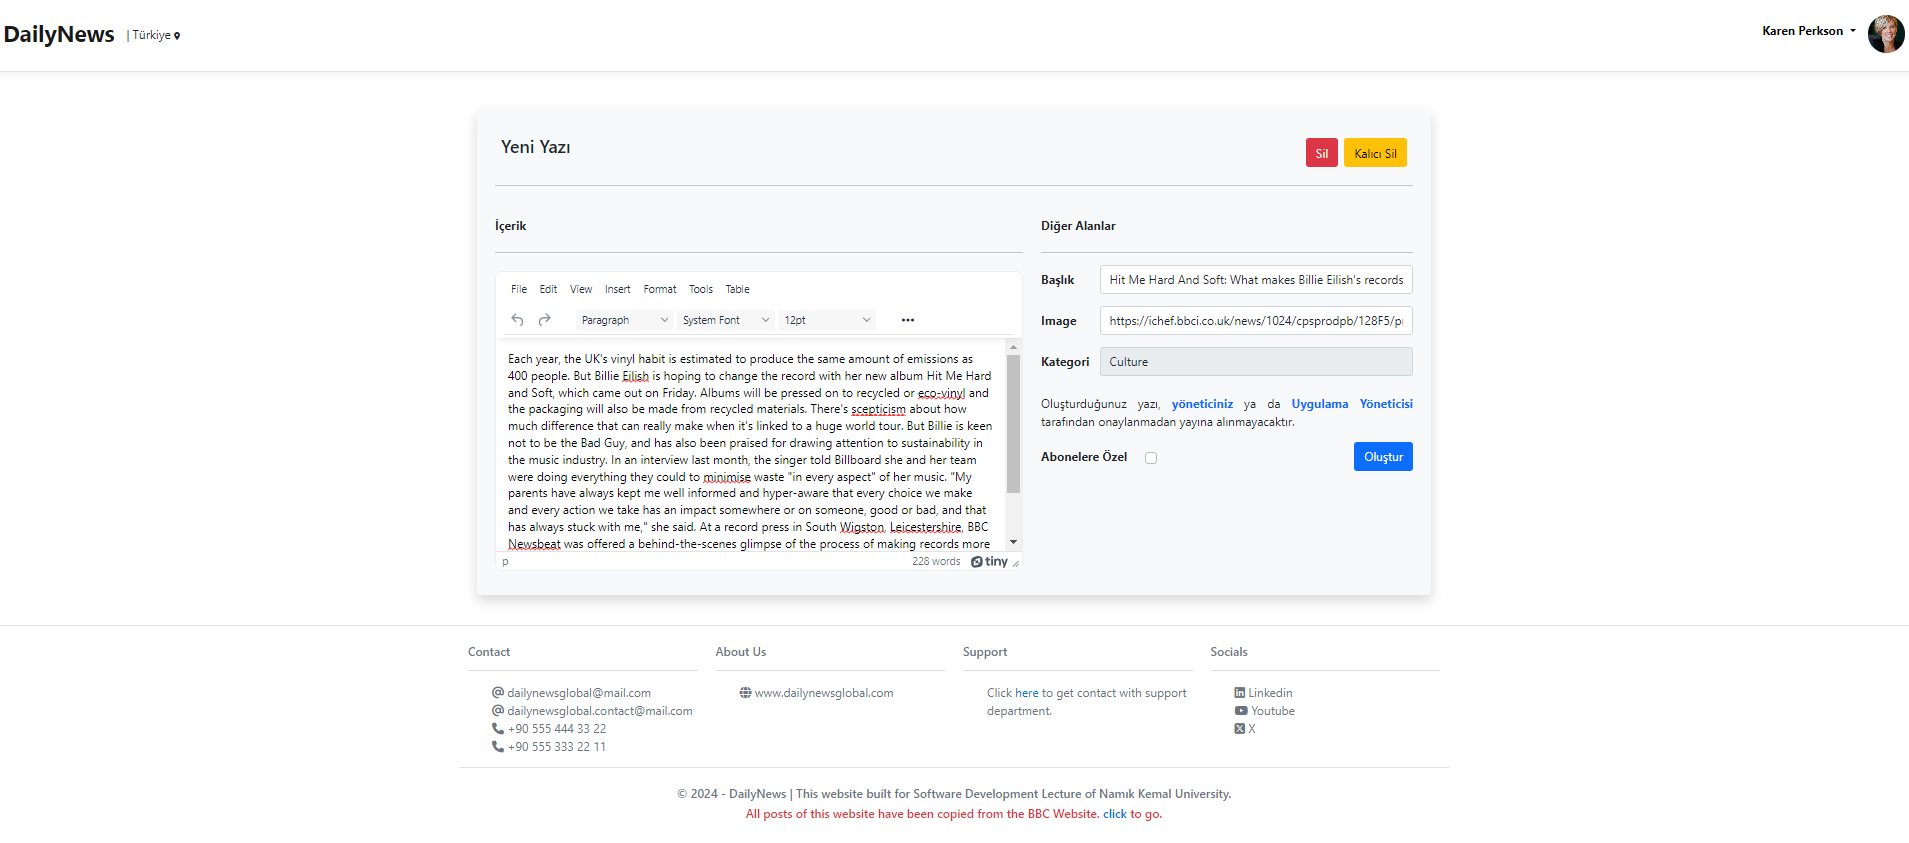 DailyNews | Türkiye
Karen Perkson
Yeni Yazı
Sil Kalıcı Sil
İçerik
File Edit View Insert Format Tools Table
Paragraph System Font 12pt
Each year, the UK's vinyl habit is estimated to produce the same amount of emissions as
400 people. But Billie Eilish is hoping to change the record with her new album Hit Me Hard
and Soft, which came out on Friday. Albums will be pressed on to recycled or eco-vinyl and
the packaging will also be made from recycled materials. There's scepticism about how
much difference that can really make when it's linked to a huge world tour. But Billie is keen
not to be the Bad Guy, and has also been praised for drawing attention to sustainability in
the music industry. In an interview last month, the singer told Billboard she and her team
were doing everything they could to minimise waste "in every aspect" of her music. "My
parents have always kept me well informed and hyper-aware that every choice we make
and every action we take has an impact somewhere or on someone, good or bad, and that
has always stuck with me," she said. At a record press in South Wigston, Leicestershire, BBC
Newsbeat was offered a behind-the-scenes glimpse of the process of making records more
p 228 words tiny
Diğer Alanlar
Başlık Hit Me Hard And Soft: What makes Billie Eilish's records
Image https://ichef.bbci.co.uk/news/1024/cpsprodpb/128F5/p
Kategori Culture
Oluşturduğunuz yazı, yöneticiniz ya da Uygulama Yöneticisi
tarafından onaylanmadan yayına alınmayacaktır.
Abonelere Özel Oluştur
Contact
@ dailynewsglobal@mail.com
@ dailynewsglobal.contact@mail.com
+90 555 444 33 22
+90 555 333 22 11
About Us
www.dailynewsglobal.com
Support
Click here to get contact with support
department.
Socials
Linkedin
Youtube
X
© 2024 - DailyNews | This website built for Software Development Lecture of Namık Kemal University.
All posts of this website have been copied from the BBC Website. click to go.